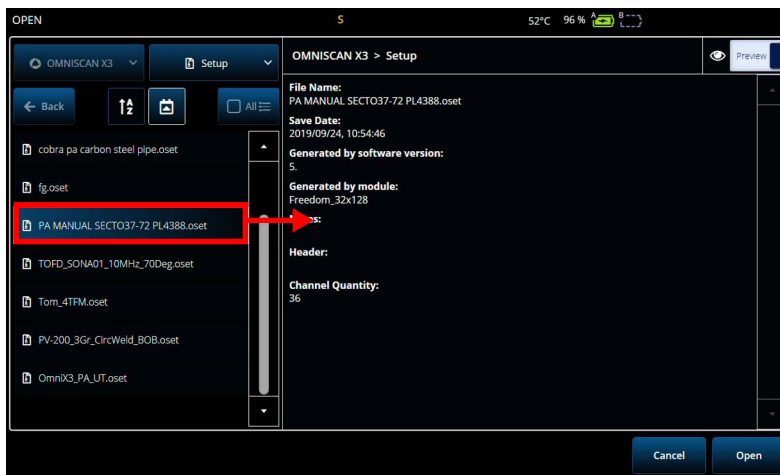 OPEN
S
52°C 96 % A B
OMNISCAN X3
Setup
OMNISCAN X3 > Setup
Preview
Back
All
File Name:
PA MANUAL SECTO37-72 PL4388.oset
Save Date:
2019/09/24, 10:54:46
Generated by software version:
5.
Generated by module:
Freedom_32x128
Header:
Channel Quantity:
36
cobra pa carbon steel pipe.oset
fg.oset
PA MANUAL SECTO37-72 PL4388.oset
TOFD_SONA01_10MHz_70Deg.oset
Tom_4TFM.oset
PV-200_3Gr_CircWeld_BOB.oset
OmniX3_PA_UT.oset
Cancel
Open